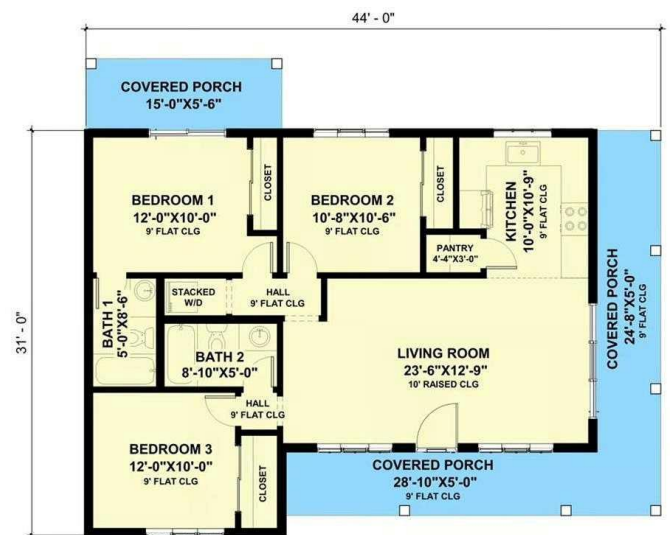 44' - 0"
COVERED PORCH
15'-0"X5'-6"
BEDROOM 1
12'-0"X10'-0"
9' FLAT CLG
CLOSET
BEDROOM 2
10'-8"X10'-6"
9' FLAT CLG
CLOSET
KITCHEN
10'-0"X10'-9"
9' FLAT CLG
PANTRY
4'-4"X3'-0"
STACKED
W/D
HALL
9' FLAT CLG
BATH 1
5'-0"X8'-6"
31' - 0"
BATH 2
8'-10"X5'-0"
LIVING ROOM
23'-6"X12'-9"
10' RAISED CLG
COVERED PORCH
24'-8"X5'-0"
9' FLAT CLG
HALL
9' FLAT CLG
BEDROOM 3
12'-0"X10'-0"
9' FLAT CLG
CLOSET
COVERED PORCH
28'-10"X5'-0"
9' FLAT CLG